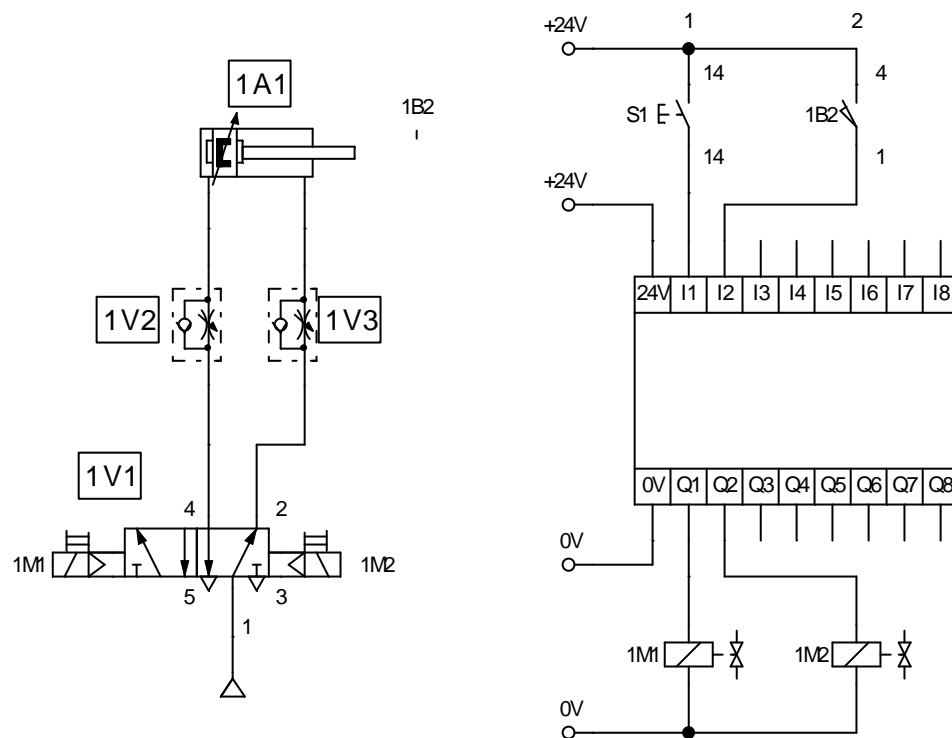 1A1
1B2
1V2
1V3
1V1
4
2
1M1
1M2
5
3
1
1
2
+24V
14
4
S1
1B2
14
1
+24V
24V I1 I2 I3 I4 I5 I6 I7 I8
0V Q1 Q2 Q3 Q4 Q5 Q6 Q7 Q8
0V
1M1
1M2
0V